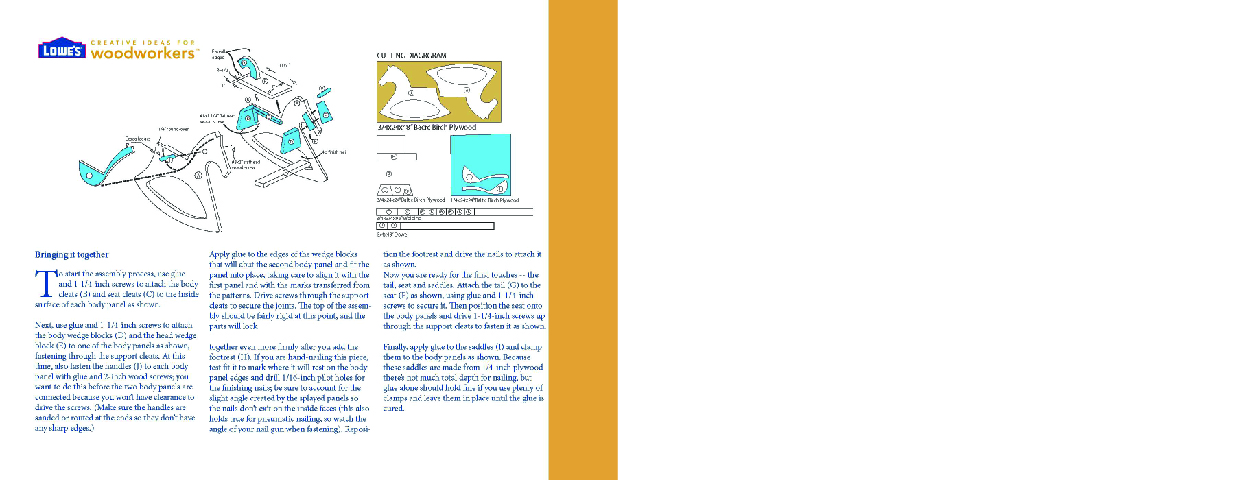 LOWE'S
CREATIVE IDEAS FOR
woodworkers
CUTTING DIAGRAM
3/4x24x48" Baltic Birch Plywood
3/4x24x24"Baltic Birch Plywood
1/4x24x24"Baltic Birch Plywood
Bringing it together
To start the assembly process, use glue
and 1-1/4 inch screws to attach the body
cleats (B) and seat cleats (C) to the inside
surface of each body panel as shown.
Next, use glue and 1-1/4 inch screws to attach
the body wedge blocks (D) and the head wedge
block (E) to one of the body panels as shown,
fastening through the support cleats. At this
time, also fasten the handles (J) to each body
panel with glue and 2-inch wood screws; you
want to do this before the two body panels are
connected because you won't have clearance to
drive the screws. (Make sure the handles are
sanded or routed at the ends so they don't have
any sharp edges.)
Apply glue to the edges of the wedge blocks
that will abut the second body panel and fit the
panel into place, taking care to align it with the
first panel and with the marks transferred from
the patterns. Drive screws through the support
cleats to secure the joints. The top of the assem-
bly should be fairly rigid at this point, and the
parts will lock
together even more firmly after you add the
footrest (H). If you are hand-nailing this piece,
test fit it to mark where it will rest on the body
panel edges and drill 1/16-inch pilot holes for
the finishing nails; be sure to account for the
slight angle created by the splayed panels so
the nails don't exit on the inside faces (this also
holds true for pneumatic nailing, so watch the
angle of your nail gun when fastening). Reposi-
tion the footrest and drive the nails to attach it
as shown.
Now you are ready for the final touches -- the
tail, seat and saddles. Attach the tail (G) to the
seat (F) as shown, using glue and 1-1/4 inch
screws to secure it. Then position the seat onto
the body panels and drive 1-1/4-inch screws up
through the support cleats to fasten it as shown.
Finally, apply glue to the saddles (I) and clamp
them to the body panels as shown. Because
these saddles are made from 1/4 inch plywood
there's not much total depth for nailing, but
glue alone should hold fine if you use plenty of
clamps and leave them in place until the glue is
cured.